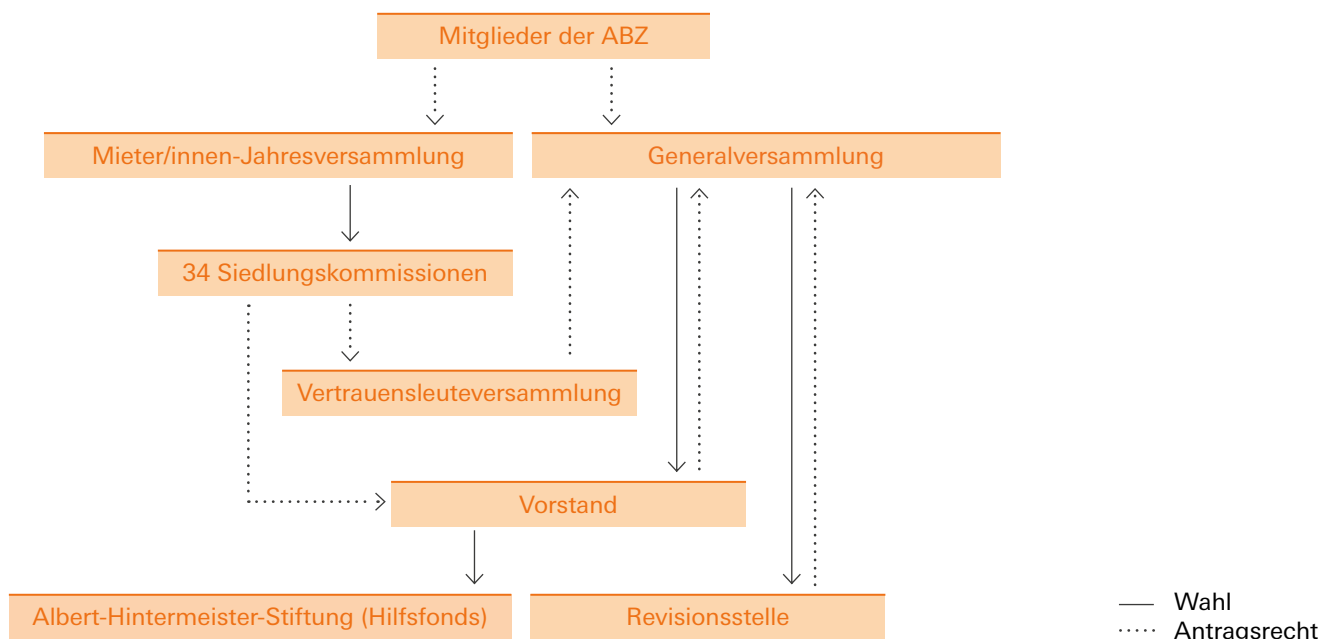 Mitglieder der ABZ
Mieter/innen-Jahresversammlung
Generalversammlung
34 Siedlungskommissionen
Vertrauensleuteversammlung
Vorstand
Albert-Hintermeister-Stiftung (Hilfsfonds)
Revisionsstelle
Wahl
Antragsrecht